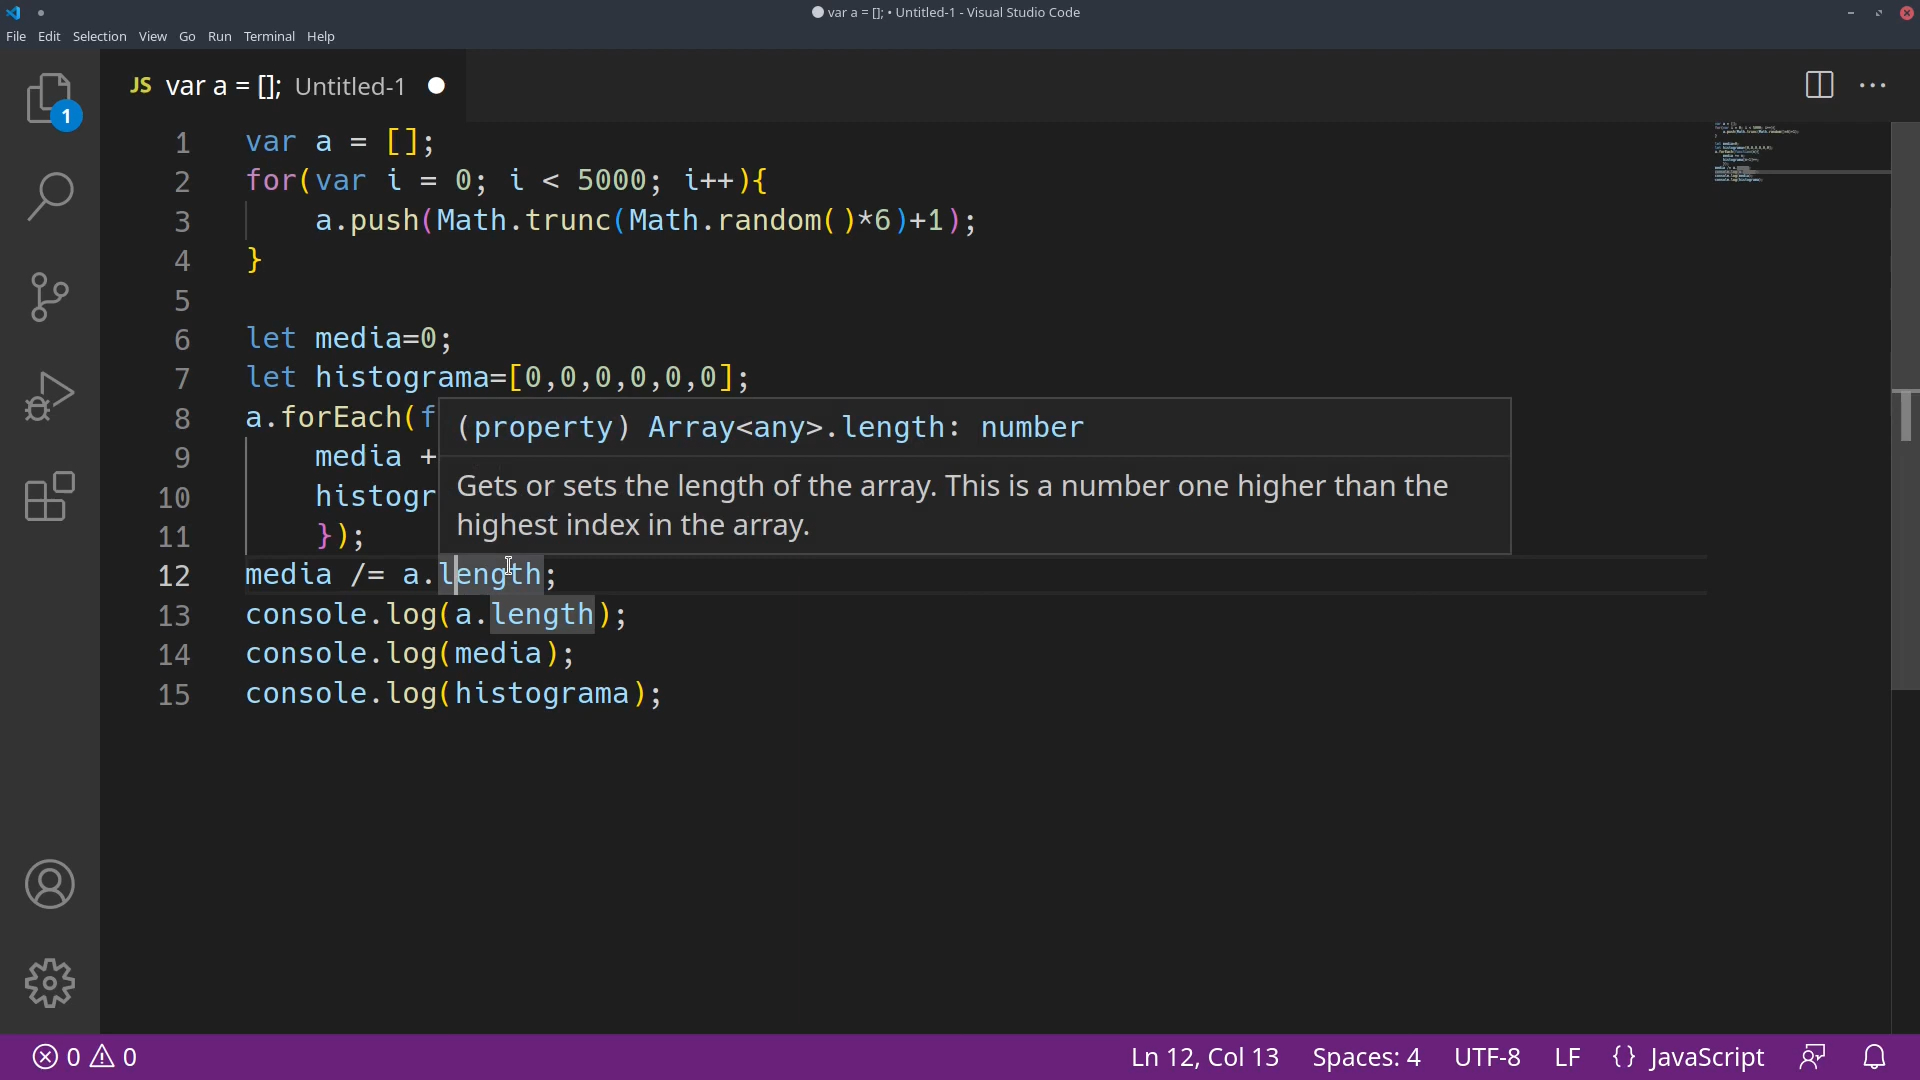 var a = []; • Untitled-1 - Visual Studio Code
File Edit Selection View Go Run Terminal Help
JS var a = []; Untitled-1
1
1 var a = [];
2 for(var i = 0; i < 5000; i++){
3 a.push(Math.trunc(Math.random()*6)+1);
4 }
5
6 let media=0;
7 let histograma=[0,0,0,0,0,0];
8 a.forEach(f
(property) Array<any>.length: number
9 media +
Gets or sets the length of the array. This is a number one higher than the
10 histogr
highest index in the array.
11 });
12 media /= a.length;
13 console.log(a.length);
14 console.log(media);
15 console.log(histograma);
0 0 Ln 12, Col 13 Spaces: 4 UTF-8 LF {} JavaScript